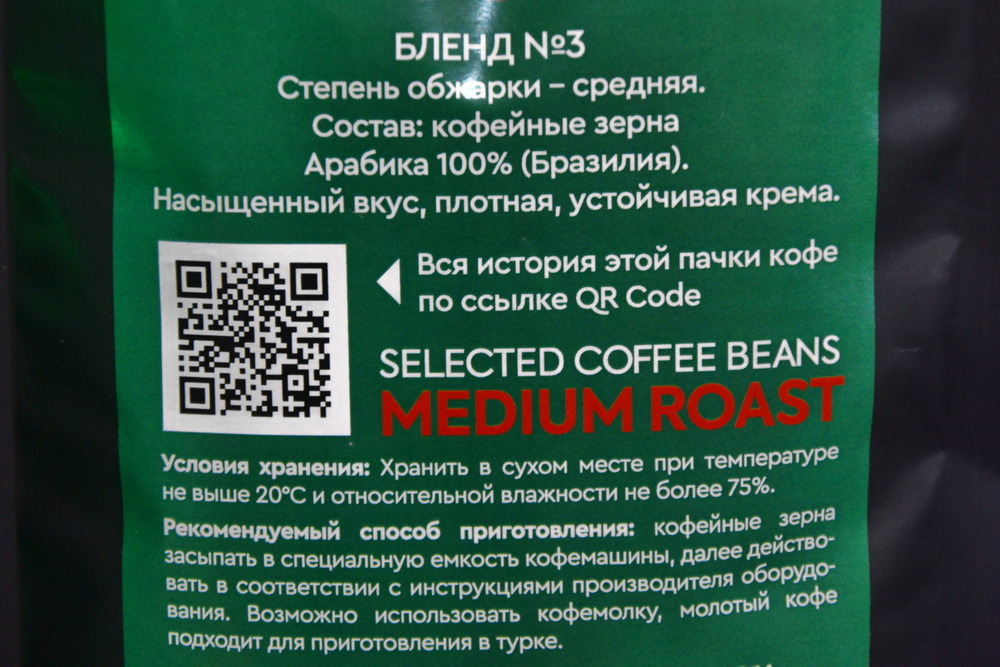 БЛЕНД №3
Степень обжарки – средняя.
Состав: кофейные зерна
Арабика 100% (Бразилия).
Насыщенный вкус, плотная, устойчивая крема.
Вся история этой пачки кофе
по ссылке QR Code
SELECTED COFFEE BEANS
MEDIUM ROAST
Условия хранения: Хранить в сухом месте при температуре
не выше 20°C и относительной влажности не более 75%.
Рекомендуемый способ приготовления: кофейные зерна
засыпать в специальную емкость кофемашины, далее действо-
вать в соответствии с инструкциями производителя оборудо-
вания. Возможно использовать кофемолку, молотый кофе
подходит для приготовления в турке.